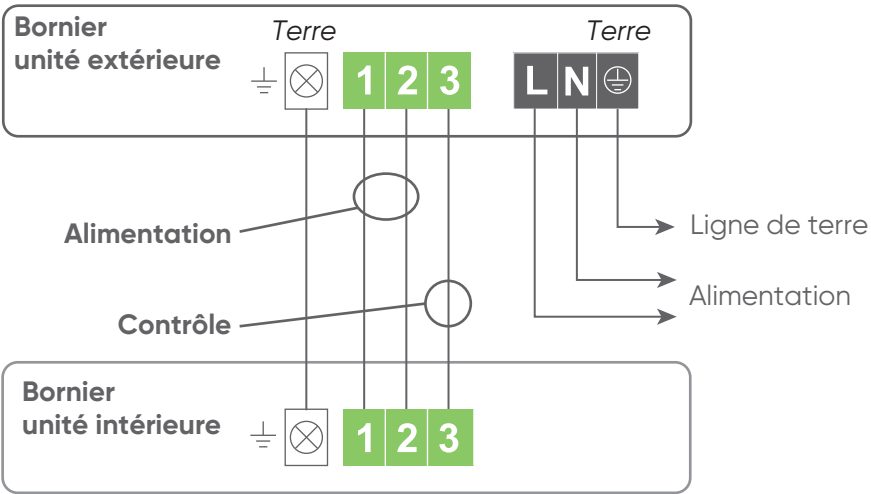 Bornier
unité extérieure
Terre
Terre
1 2 3
L N
Alimentation
Ligne de terre
Alimentation
Contrôle
Bornier
unité intérieure
1 2 3